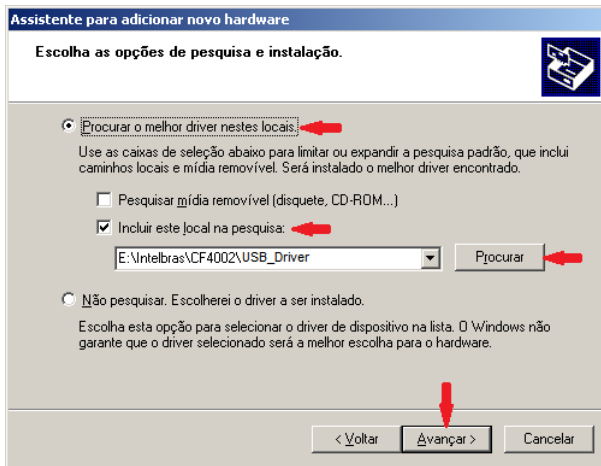 Assistente para adicionar novo hardware
Escolha as opções de pesquisa e instalação.
Procurar o melhor driver nestes locais.
Use as caixas de seleção abaixo para limitar ou expandir a pesquisa padrão, que inclui
caminhos locais e mídia removível. Será instalado o melhor driver encontrado.
Pesquisar mídia removível (disquete, CD-ROM...)
Incluir este local na pesquisa:
E:\Intelbras\CF4002\USB_Driver
Procurar
Não pesquisar. Escolherei o driver a ser instalado.
Escolha esta opção para selecionar o driver de dispositivo na lista. O Windows não
garante que o driver selecionado será a melhor escolha para o hardware.
< Voltar
Avançar >
Cancelar